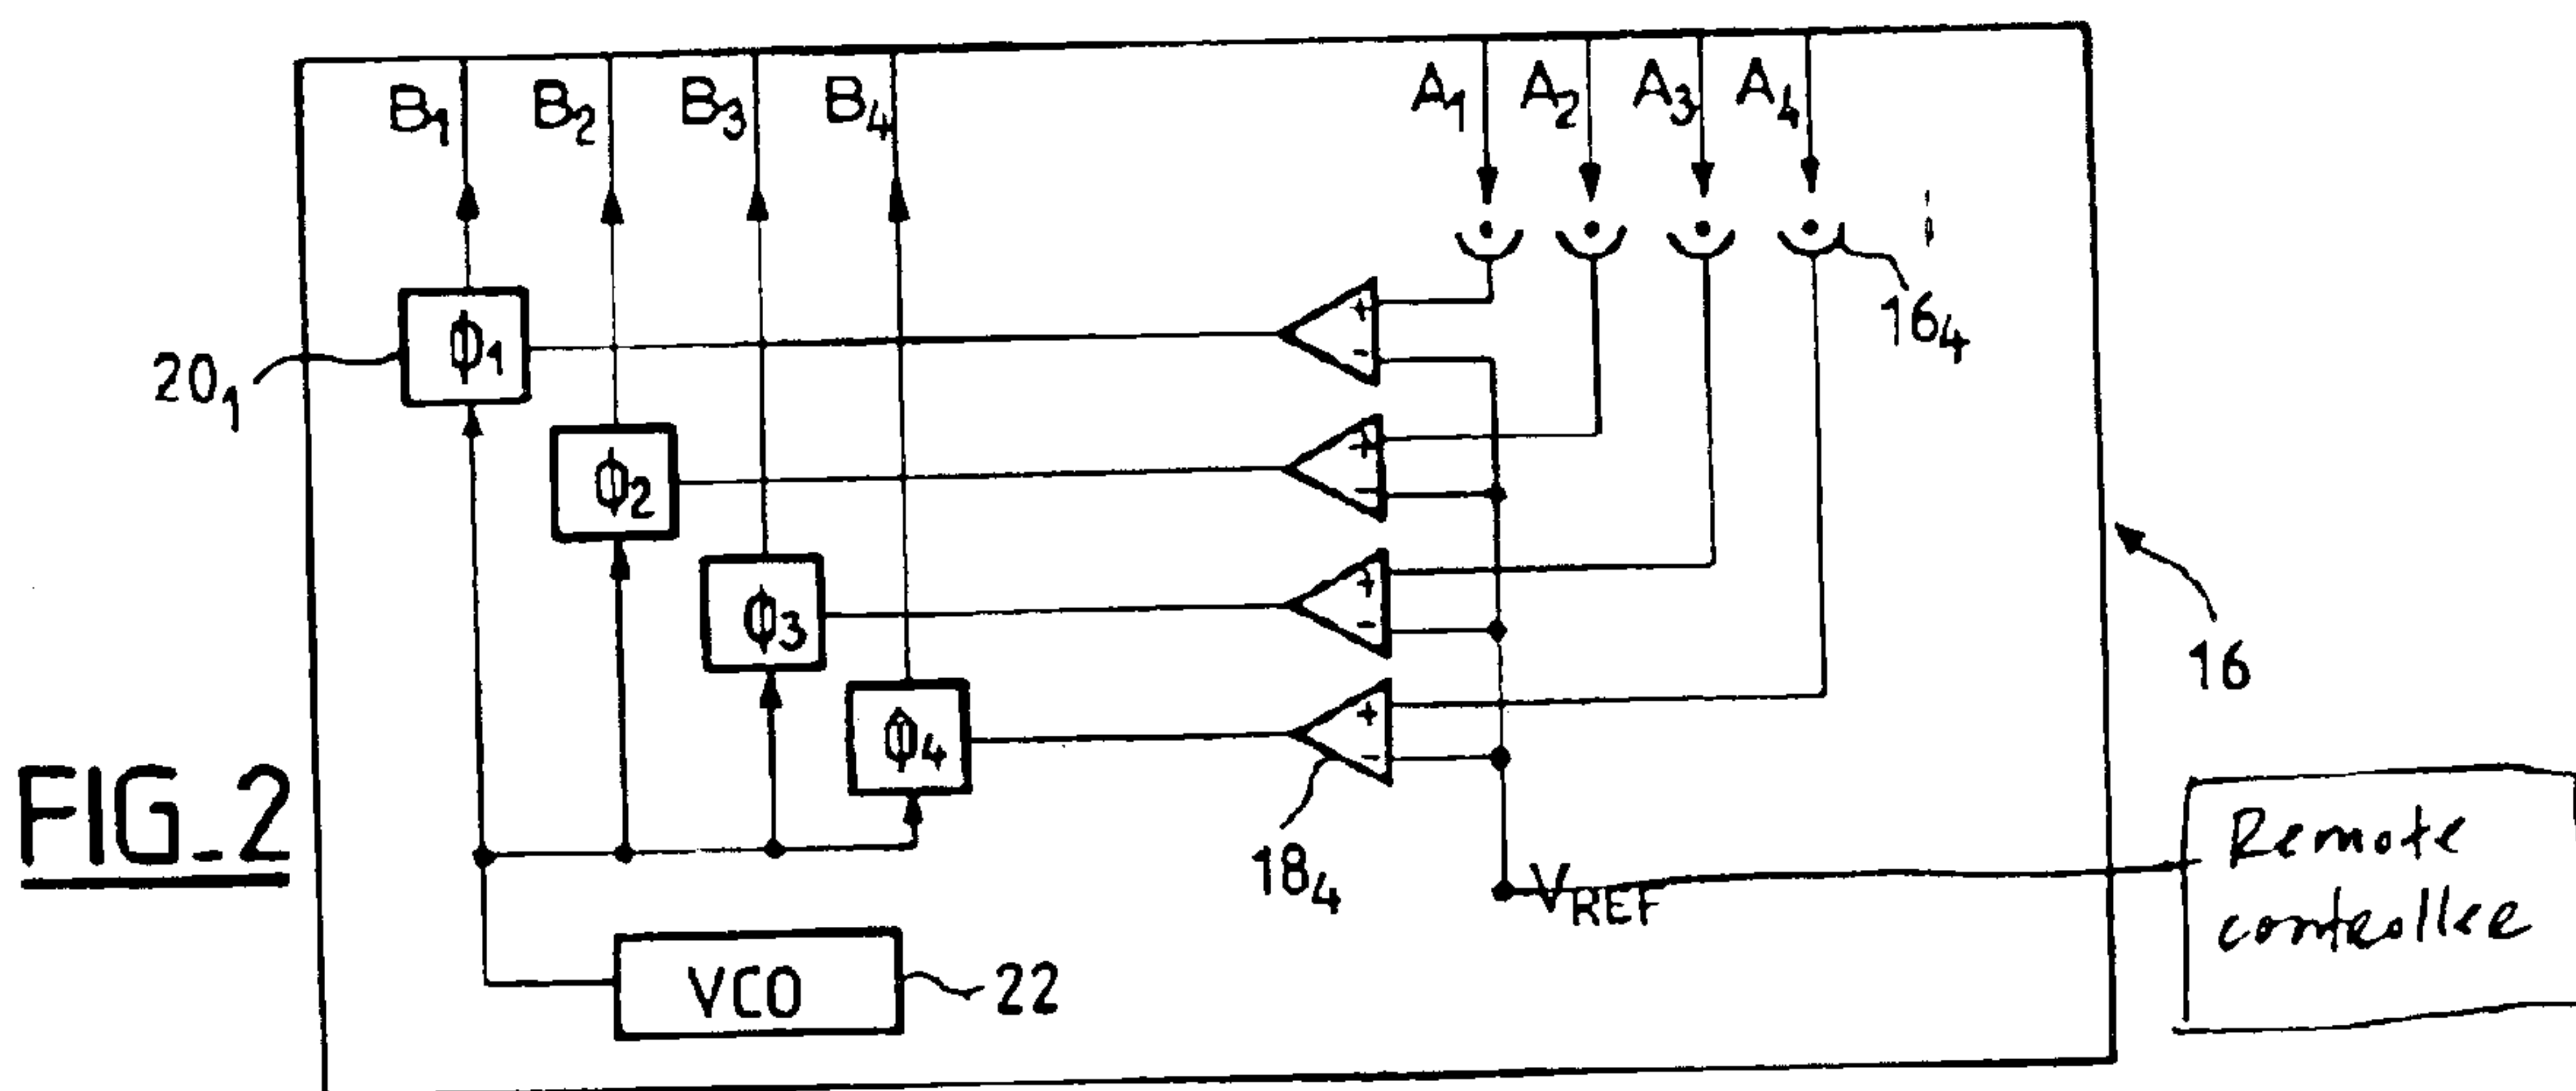 B1 B2 B3 B4 A1 A2 A3 A4
+
-
ϕ1
164
201
+
-
ϕ2
+
-
ϕ3
16
+
-
ϕ4
FIG_2
184
VREF
Remote
controller
VCO
22